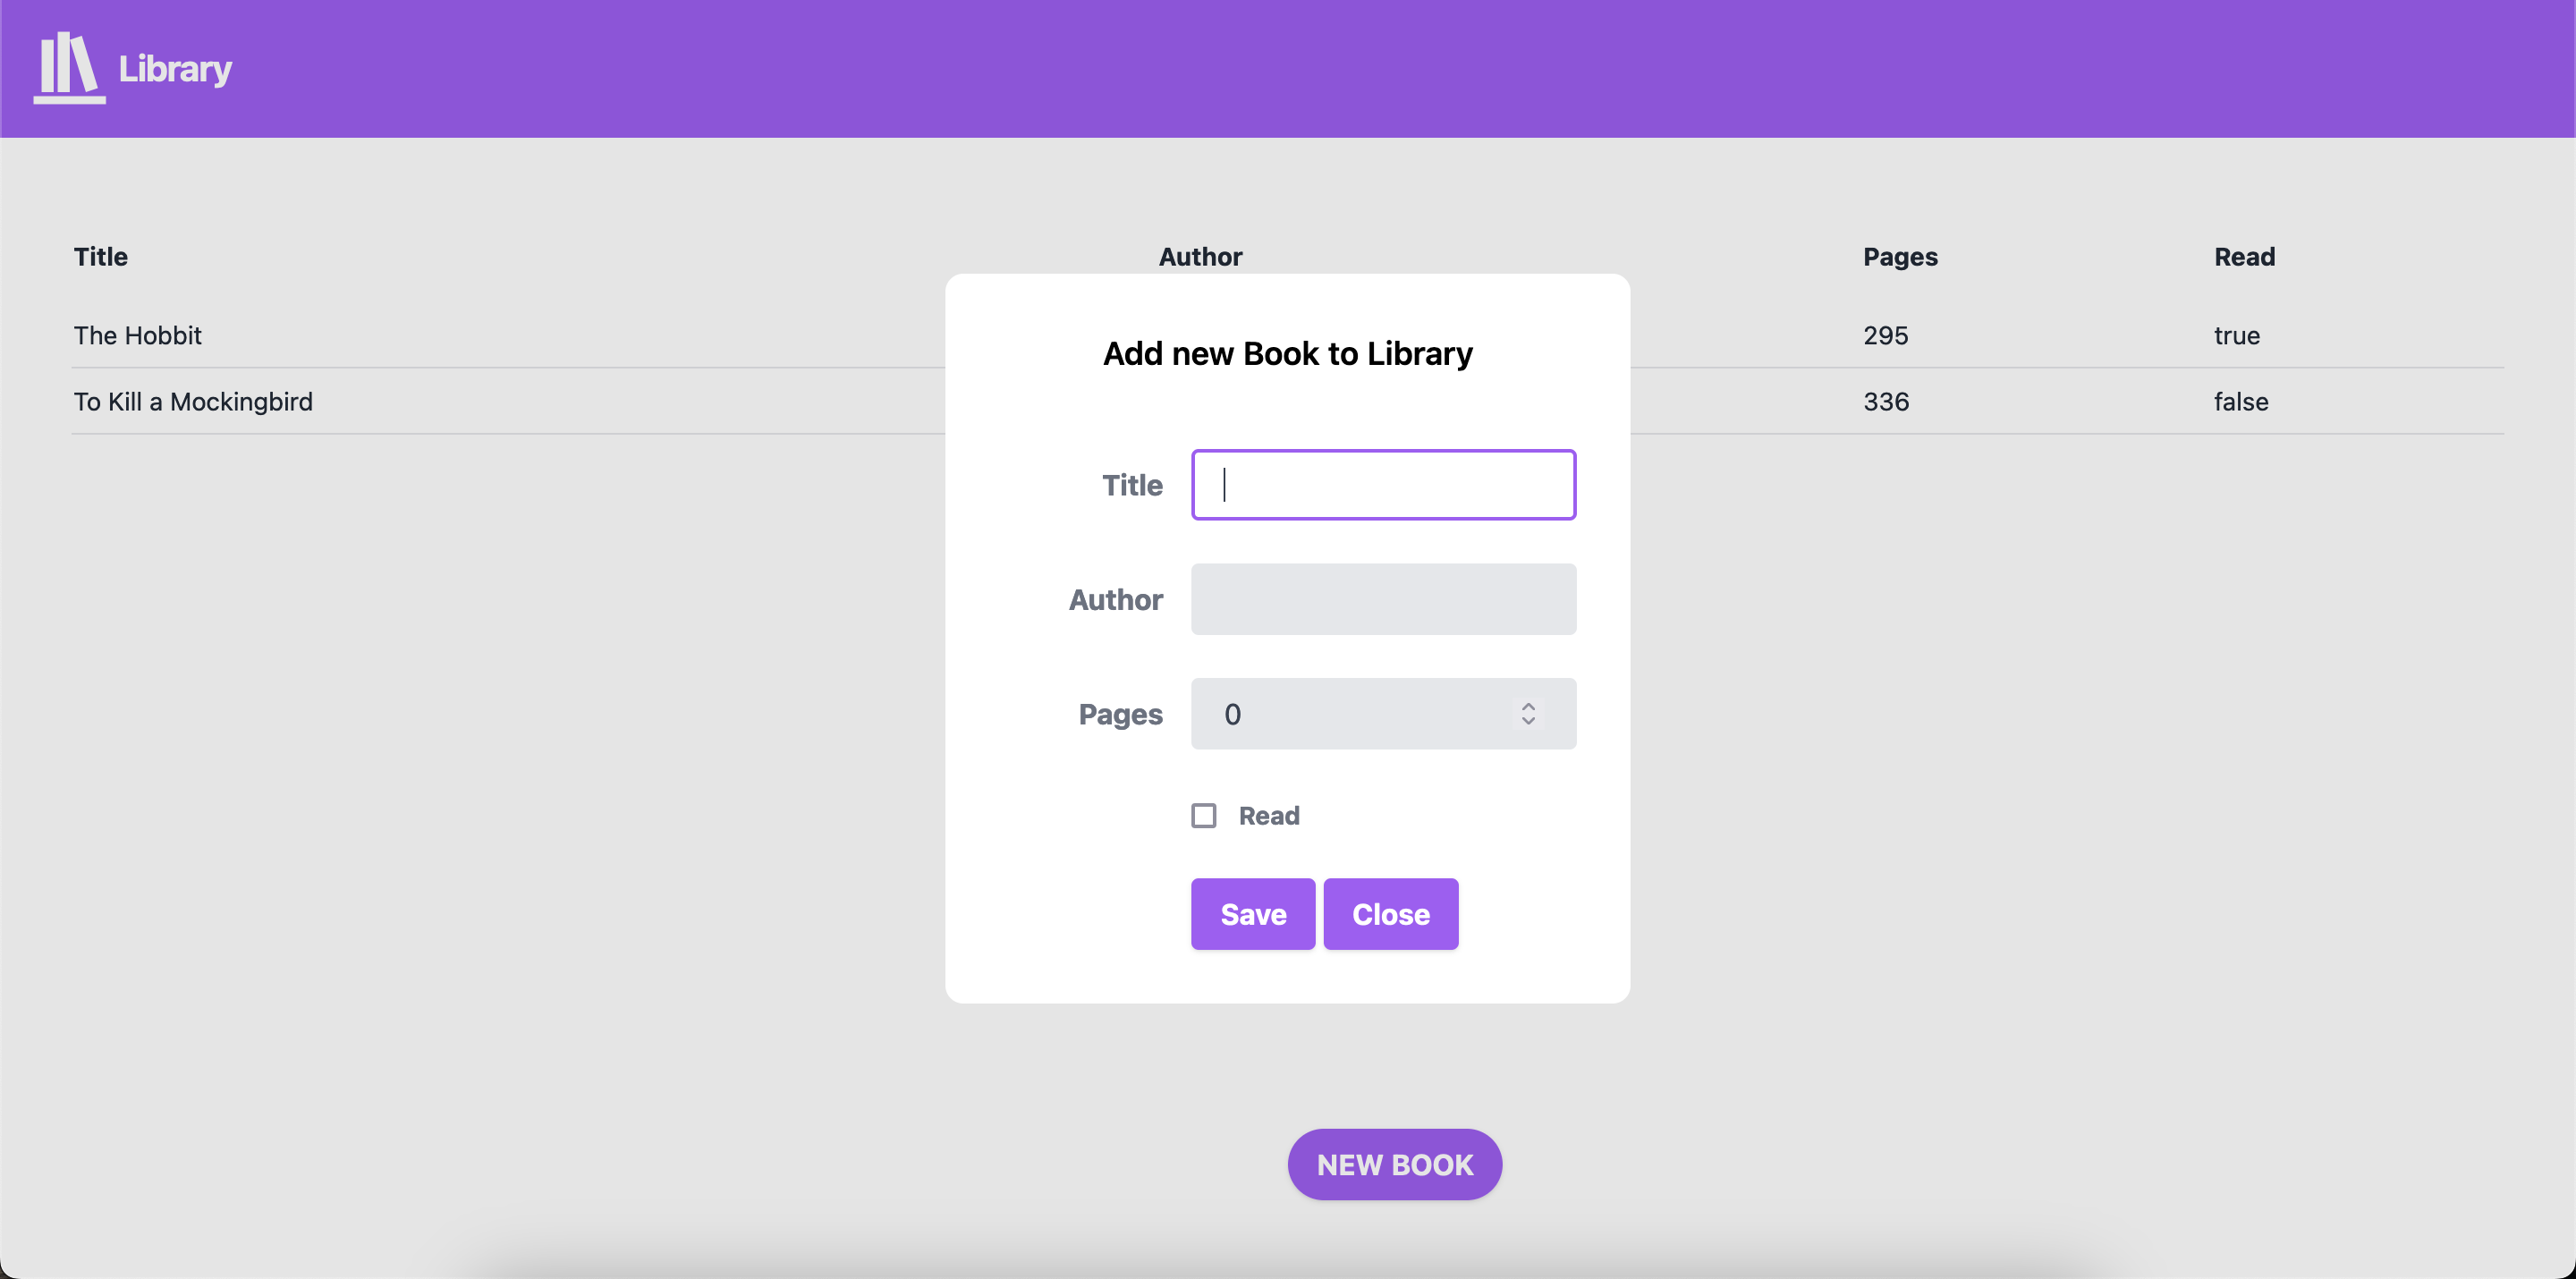 Library
Title Author Pages Read
The Hobbit 295 true
To Kill a Mockingbird 336 false
Add new Book to Library
Title
Author
Pages 0
Read
Save Close
NEW BOOK